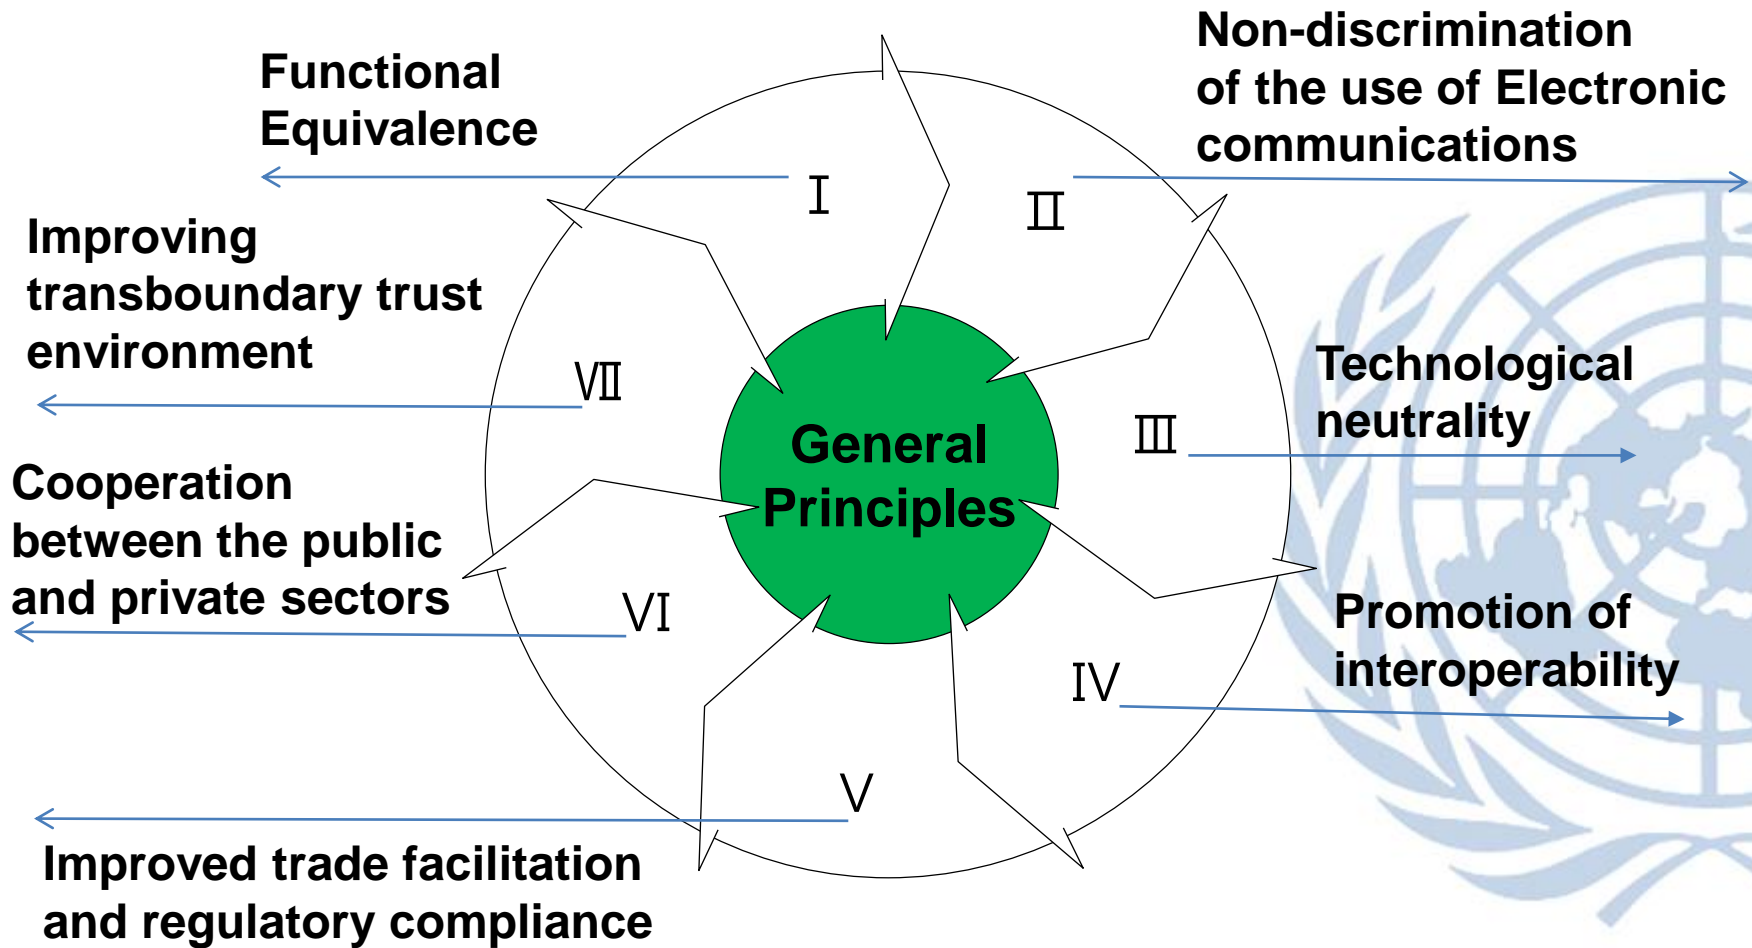 Functional
Equivalence
Non-discrimination
of the use of Electronic
communications
I
II
Improving
transboundary trust
environment
VII
III
Technological
neutrality
General
Principles
Cooperation
between the public
and private sectors
VI
IV
Promotion of
interoperability
V
Improved trade facilitation
and regulatory compliance